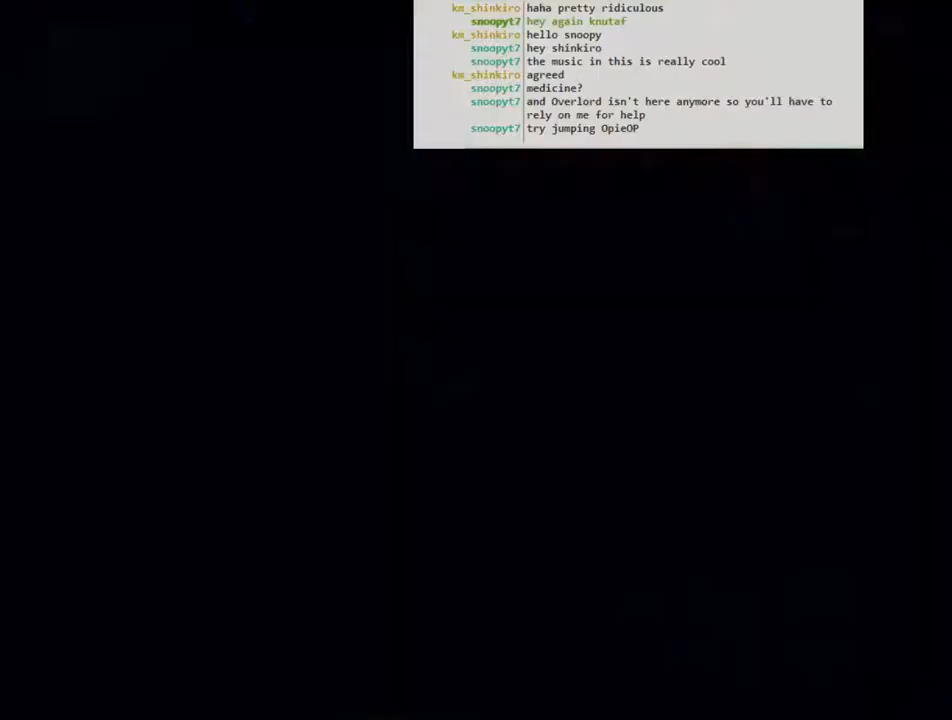 km_shinkiro haha pretty ridiculous
snoopyt7 hey again knutaf
km_shinkiro hello snoopy
snoopyt7 hey shinkiro
snoopyt7 the music in this is really cool
km_shinkiro agreed
snoopyt7 medicine?
snoopyt7 and Overlord isn't here anymore so you'll have to
rely on me for help
snoopyt7 try jumping OpieOP